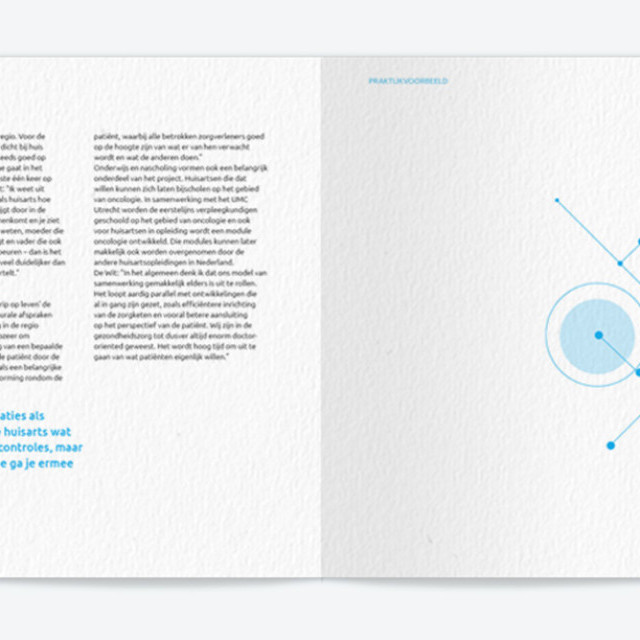 regio. Voor de
dicht bij huis
eeds goed op
e gaat in het
ste één keer op
t: "Ik weet uit
als huisarts hoe
ijgt door in de
nenkomt en je ziet
weten, moeder die
gt en vader die ook
beuren – dan is het
veel duidelijker dan
rtelt."
rip op leven' de
urale afspraken
g in de regio
ozeer om
g van een bepaalde
de patiënt door de
als een belangrijke
orming rondom de
aties als
huisarts wat
controles, maar
e ga je ermee
patiënt, waarbij alle betrokken zorgverleners goed
op de hoogte zijn van wat er van hen verwacht
wordt en wat de anderen doen."
Onderwijs en nascholing vormen ook een belangrijk
onderdeel van het project. Huisartsen die dat
willen kunnen zich laten bijscholen op het gebied
van oncologie. In samenwerking met het UMC
Utrecht worden de eerstelijns verpleegkundigen
geschoold op het gebied van oncologie en ook
voor huisartsen in opleiding wordt een module
oncologie ontwikkeld. Die modules kunnen later
makkelijk ook worden overgenomen door de
andere huisartsopleidingen in Nederland.
De Wit: "In het algemeen denk ik dat ons model van
samenwerking gemakkelijk elders is uit te rollen.
Het loopt aardig parallel met ontwikkelingen die
al in gang zijn gezet, zoals efficiëntere inrichting
van de zorgketen en vooral betere aansluiting
op het perspectief van de patiënt. Wij zijn in de
gezondheidszorg tot dusver altijd enorm doctor-
oriented geweest. Het wordt hoog tijd om uit te
gaan van wat patiënten eigenlijk willen."
PRAKTIJKVOORBEELD